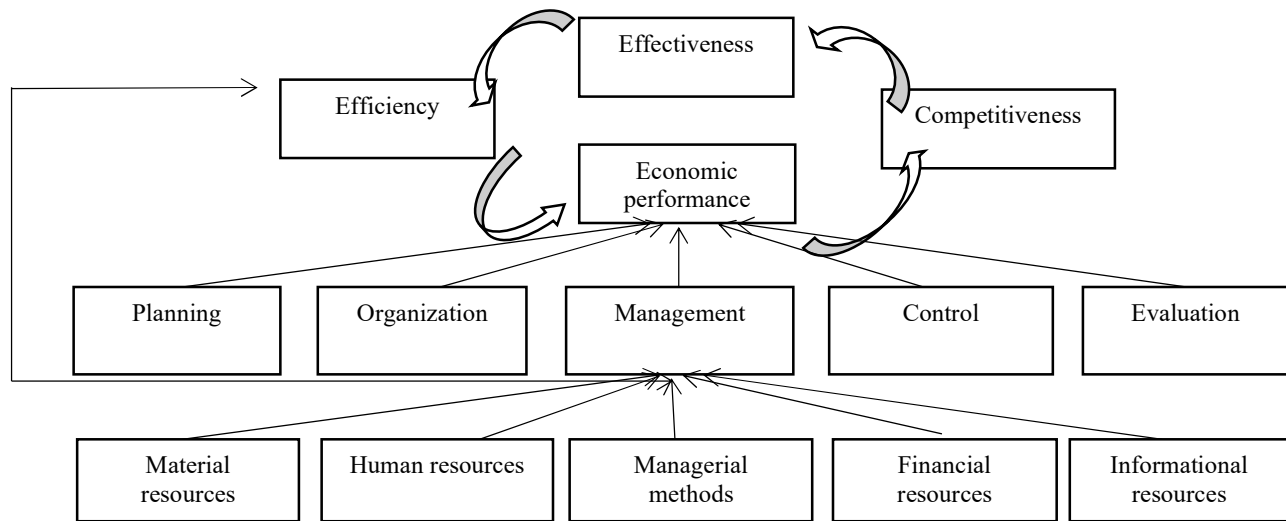 Effectiveness
Efficiency
Competitiveness
Economic
performance
Planning
Organization
Management
Control
Evaluation
Material
resources
Human resources
Managerial
methods
Financial
resources
Informational
resources